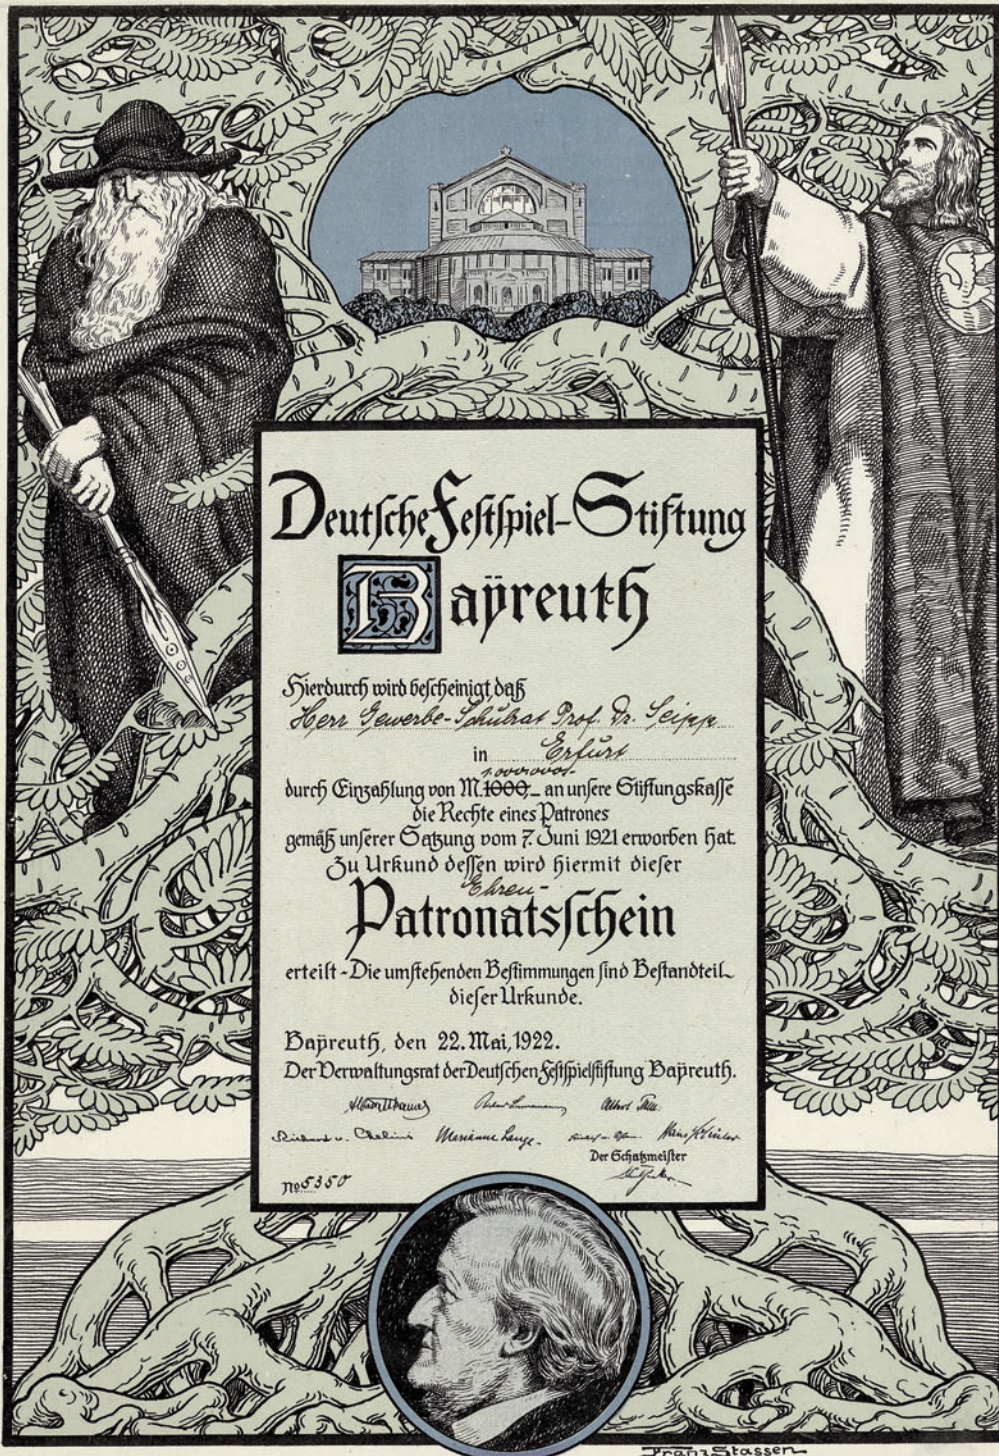 Deutsche Festspiel-Stiftung
Baÿreuth
Hierdurch wird bescheinigt, daß
Herr Gewerbe-Schulrat Prof. Dr. Seipp
in Erfurt
durch Einzahlung von M. 1000,- an unsere Stiftungskasse
die Rechte eines Patrones
gemäß unserer Satzung vom 7. Juni 1921 erworben hat.
Zu Urkund dessen wird hiermit dieser
Ehren-
Patronatsschein
erteilt - Die umstehenden Bestimmungen sind Bestandteil
dieser Urkunde.
Baÿreuth, den 22. Mai, 1922.
Der Verwaltungsrat der Deutschen Festspielstiftung Baÿreuth.
Marianne Lange.
Der Schatzmeister
No 5350
Franz Stassen